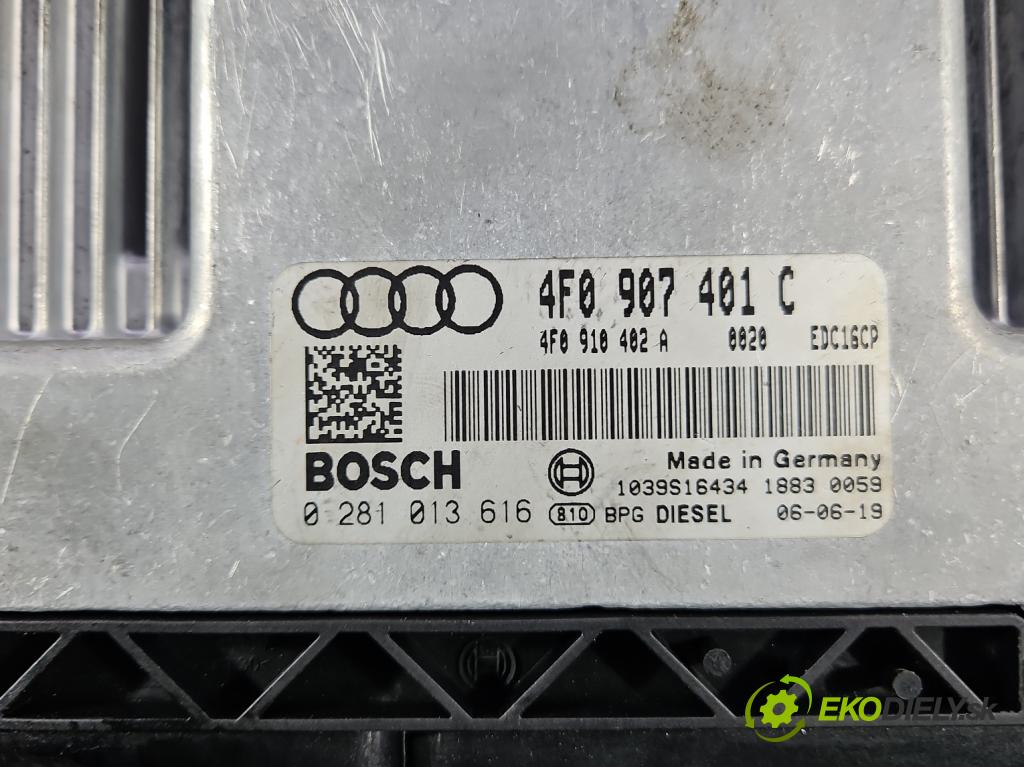 4F0 907 401 C
4F0 910 402 A 0020 EDC16CP
BOSCH
Made in Germany
1039S16434 1883 0059
0 281 013 616 810 BPG DIESEL 06-06-19
EKODIELY.sk